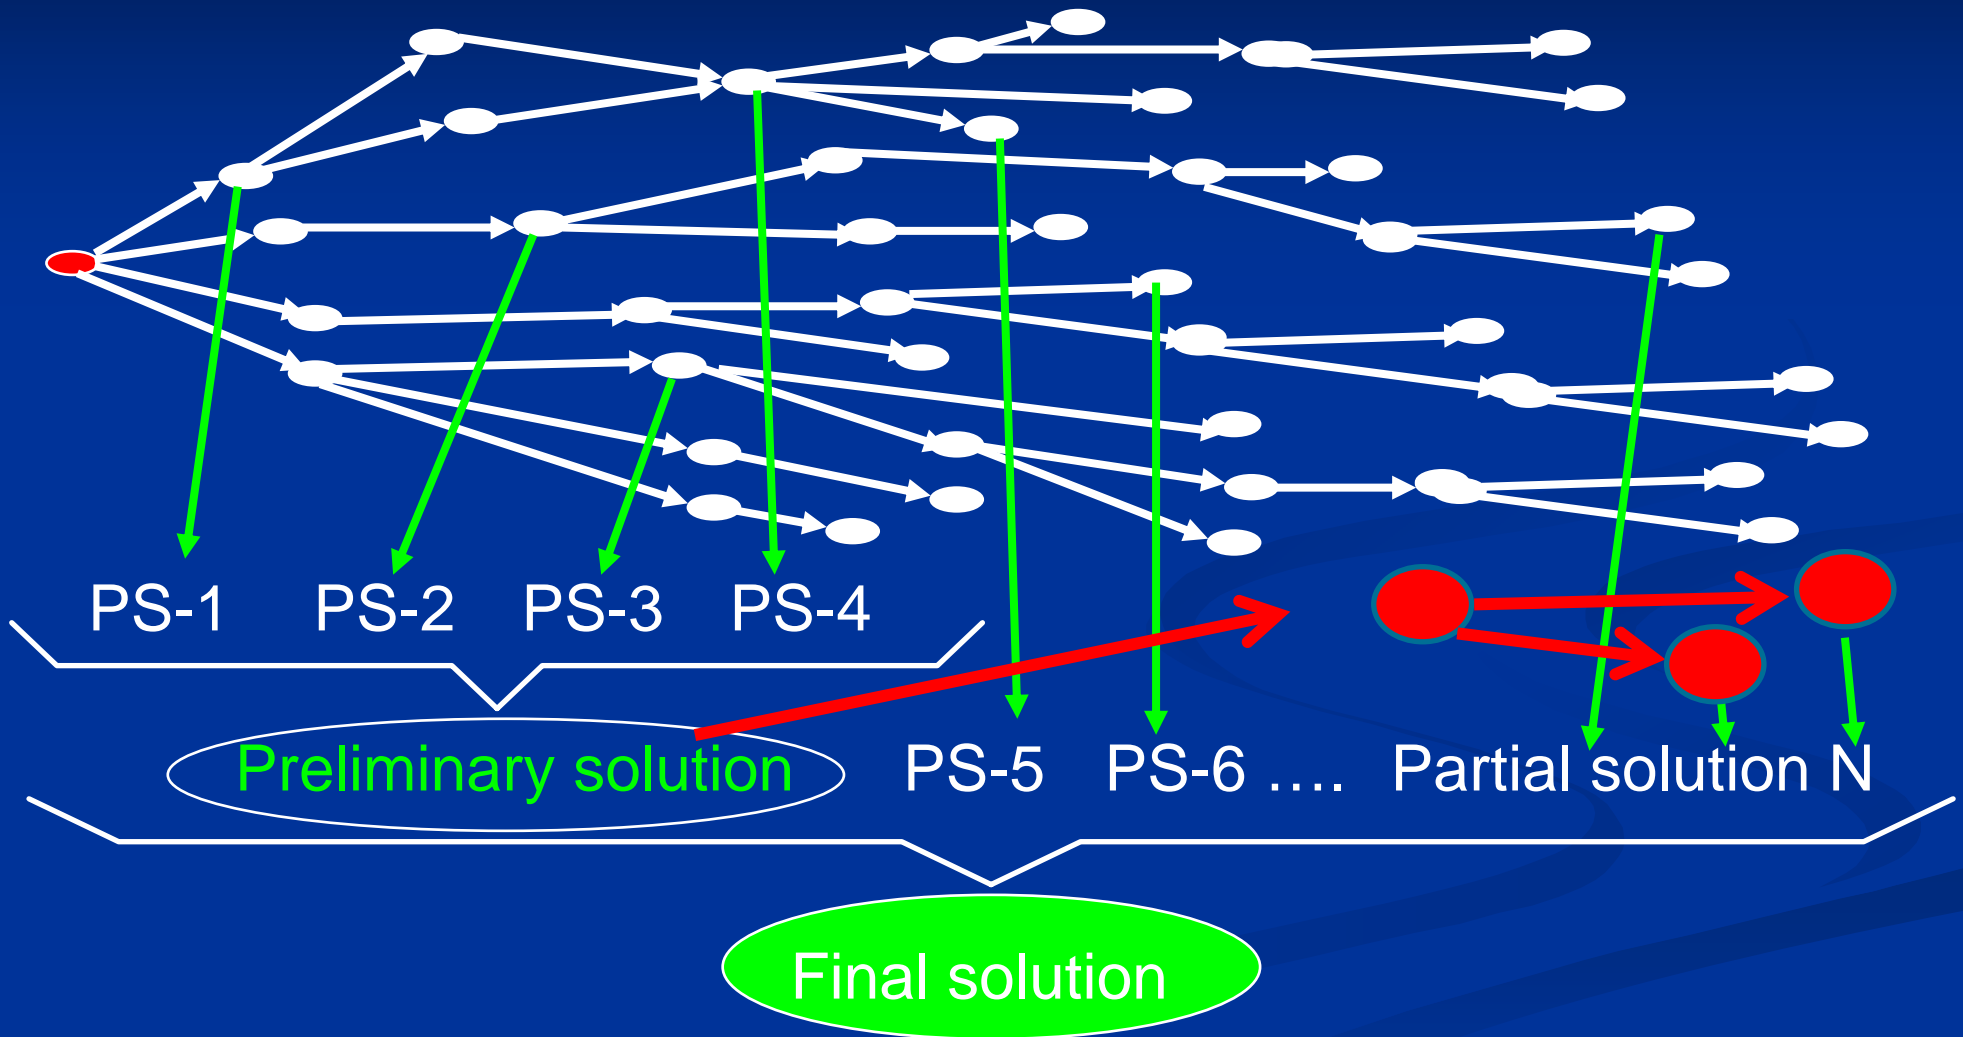 PS-1 PS-2 PS-3 PS-4
Preliminary solution PS-5 PS-6 .... Partial solution N
Final solution